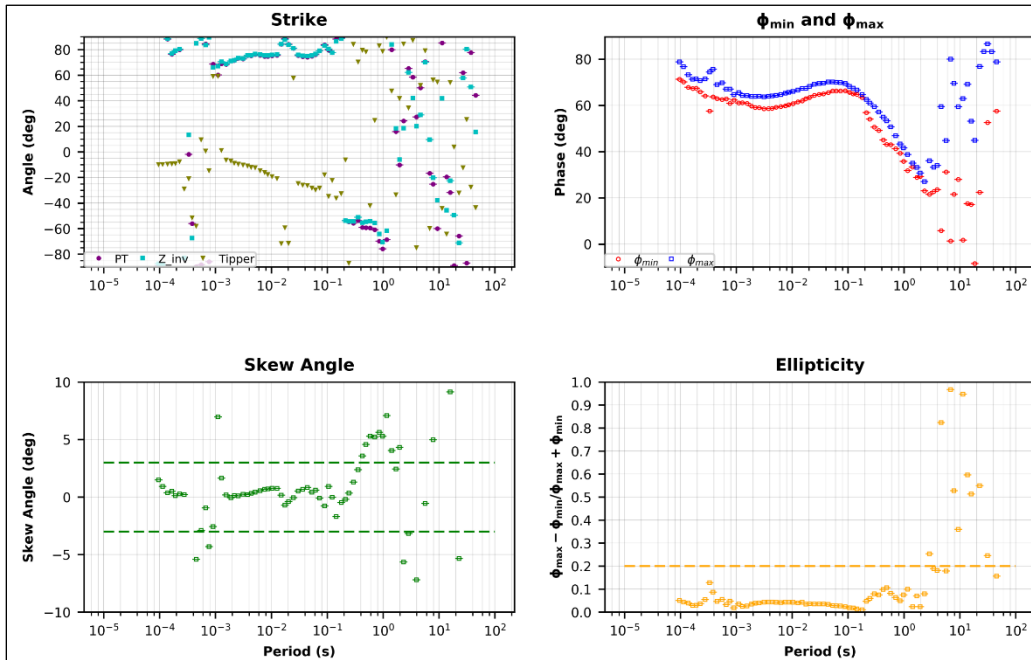 Strike
Angle (deg)
80
60
40
20
0
−20
−40
−60
−80
PT
Z_inv
Tipper
10⁻⁵ 10⁻⁴ 10⁻³ 10⁻² 10⁻¹ 10⁰ 10¹ 10²
ϕmin and ϕmax
Phase (deg)
80
60
40
20
0
ϕmin
ϕmax
10⁻⁵ 10⁻⁴ 10⁻³ 10⁻² 10⁻¹ 10⁰ 10¹ 10²
Skew Angle
Skew Angle (deg)
10
5
0
−5
−10
10⁻⁵ 10⁻⁴ 10⁻³ 10⁻² 10⁻¹ 10⁰ 10¹ 10²
Period (s)
Ellipticity
ϕmax − ϕmin/ϕmax + ϕmin
1.0
0.9
0.8
0.7
0.6
0.5
0.4
0.3
0.2
0.1
0.0
10⁻⁵ 10⁻⁴ 10⁻³ 10⁻² 10⁻¹ 10⁰ 10¹ 10²
Period (s)